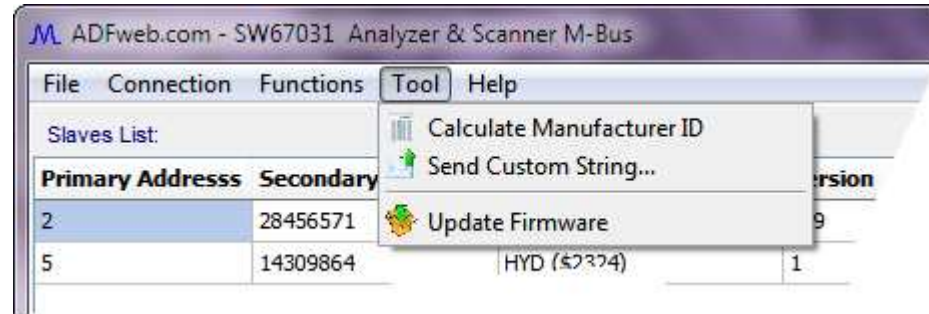 ADFweb.com - SW67031 Analyzer & Scanner M-Bus
File Connection Functions Tool Help
Slaves List:
Calculate Manufacturer ID
Send Custom String...
Update Firmware
Primary Addresss Secondary
2 28456571 9
5 14309864 HYD ($2324) 1